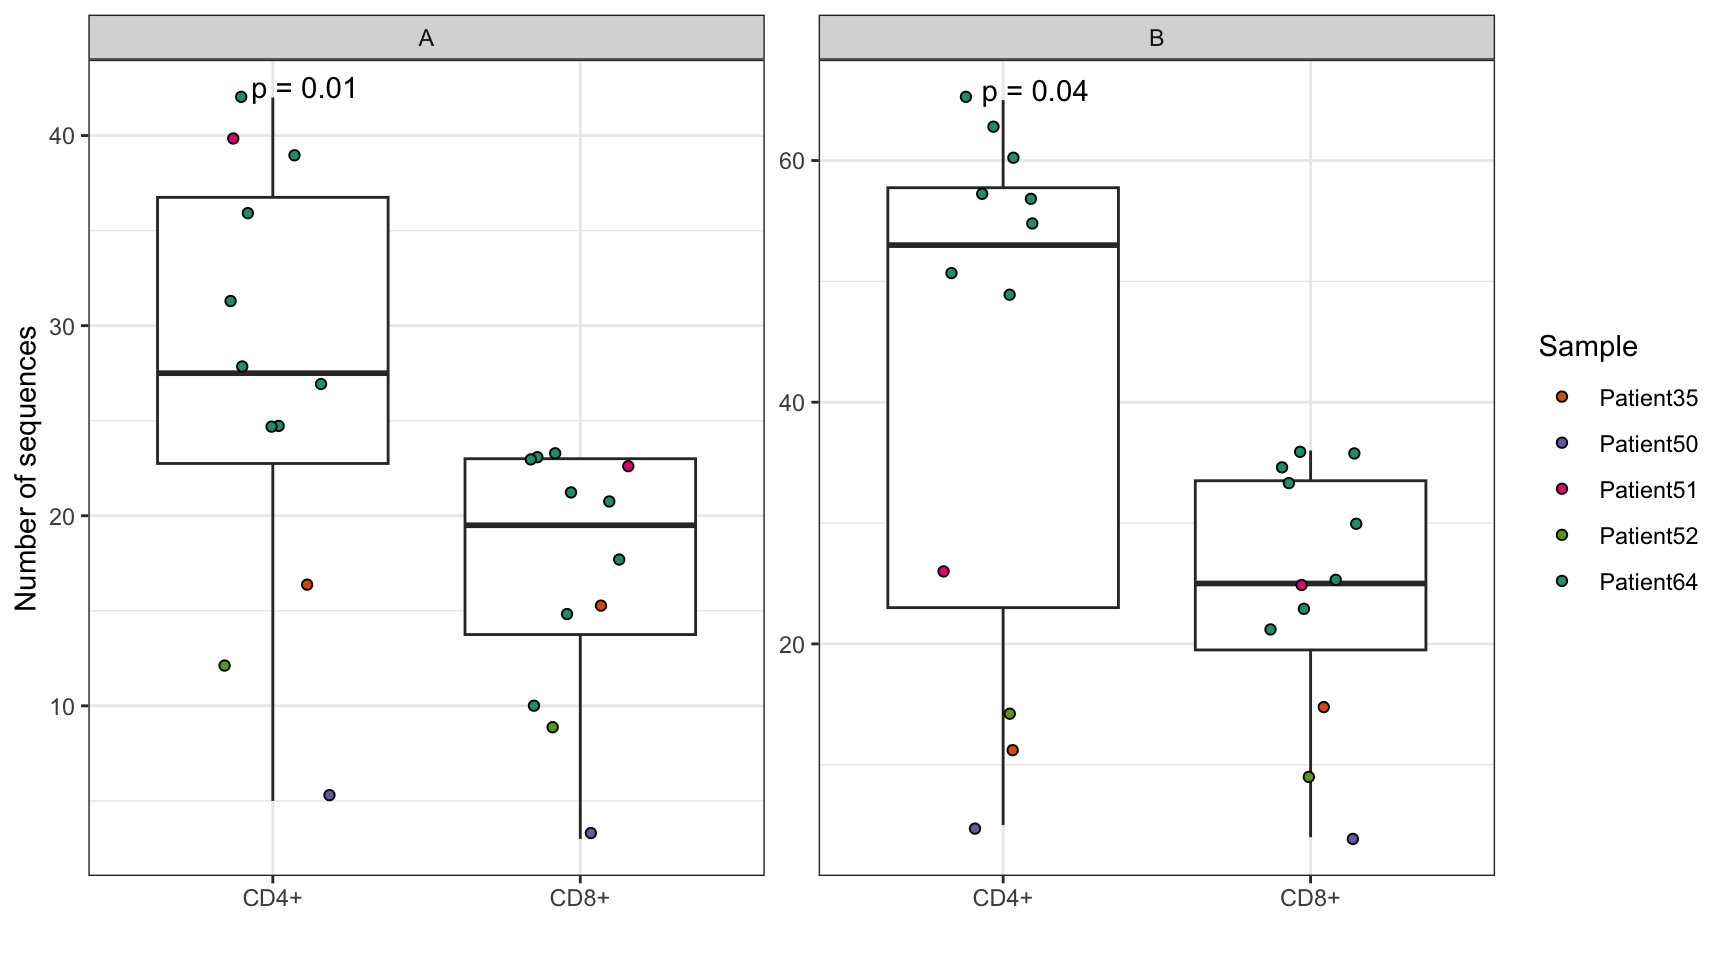 A
B
p = 0.01
p = 0.04
Number of sequences
40
30
20
10
60
40
20
CD4+
CD8+
CD4+
CD8+
Sample
Patient35
Patient50
Patient51
Patient52
Patient64